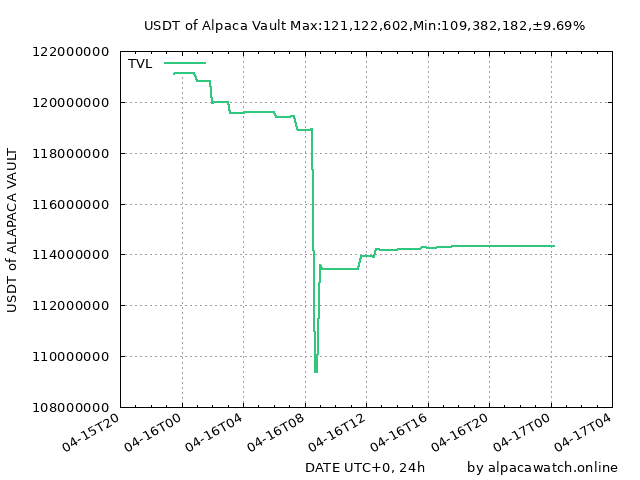 USDT of Alpaca Vault Max:121,122,602,Min:109,382,182,±9.69%
TVL
122000000
120000000
118000000
116000000
114000000
112000000
110000000
108000000
USDT of ALAPACA VAULT
04-15T20
04-16T00
04-16T04
04-16T08
04-16T12
04-16T16
04-16T20
04-17T00
04-17T04
DATE UTC+0, 24h
by alpacawatch.online